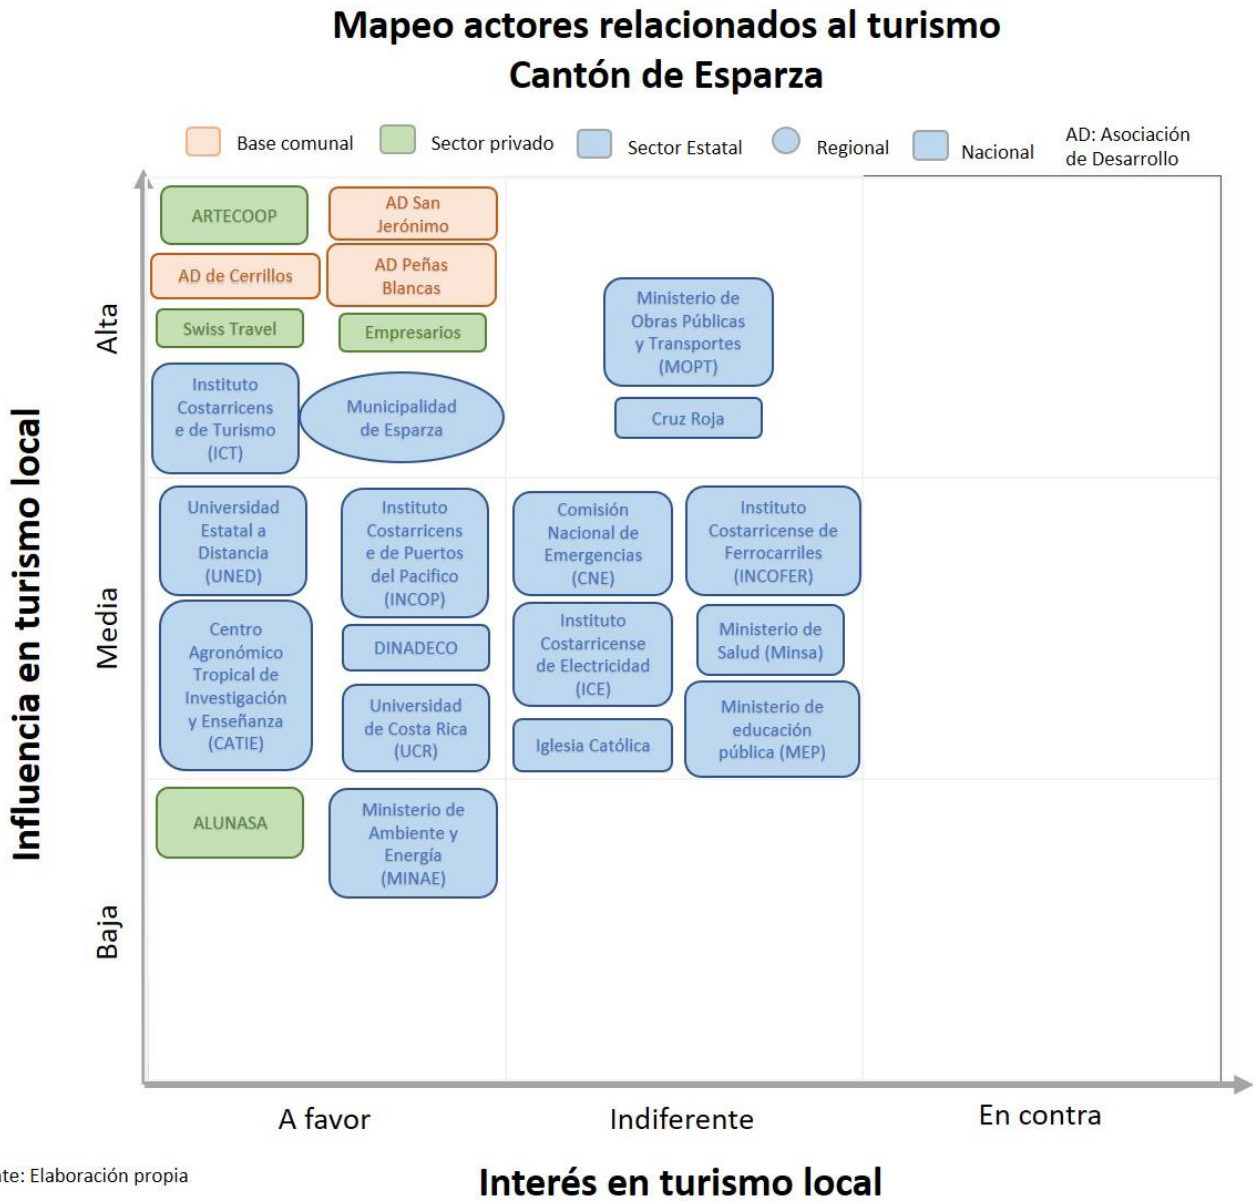 Mapeo actores relacionados al turismo
Cantón de Esparza
Base comunal
Sector privado
Sector Estatal
Regional
Nacional
AD: Asociación
de Desarrollo
Influencia en turismo local
Alta
ARTECOOP
AD San
Jerónimo
AD de Cerrillos
AD Peñas
Blancas
Swiss Travel
Empresarios
Instituto
Costarricens
e de Turismo
(ICT)
Municipalidad
de Esparza
Ministerio de
Obras Públicas
y Transportes
(MOPT)
Cruz Roja
Media
Universidad
Estatal a
Distancia
(UNED)
Instituto
Costarricens
e de Puertos
del Pacifico
(INCOP)
Centro
Agronómico
Tropical de
Investigación
y Enseñanza
(CATIE)
DINADECO
Universidad
de Costa Rica
(UCR)
Comisión
Nacional de
Emergencias
(CNE)
Instituto
Costarricense de
Ferrocarriles
(INCOFER)
Instituto
Costarricense
de Electricidad
(ICE)
Ministerio de
Salud (Minsa)
Iglesia Católica
Ministerio de
educación
pública (MEP)
Baja
ALUNASA
Ministerio de
Ambiente y
Energía
(MINAE)
A favor
Indiferente
En contra
nte: Elaboración propia
Interés en turismo local